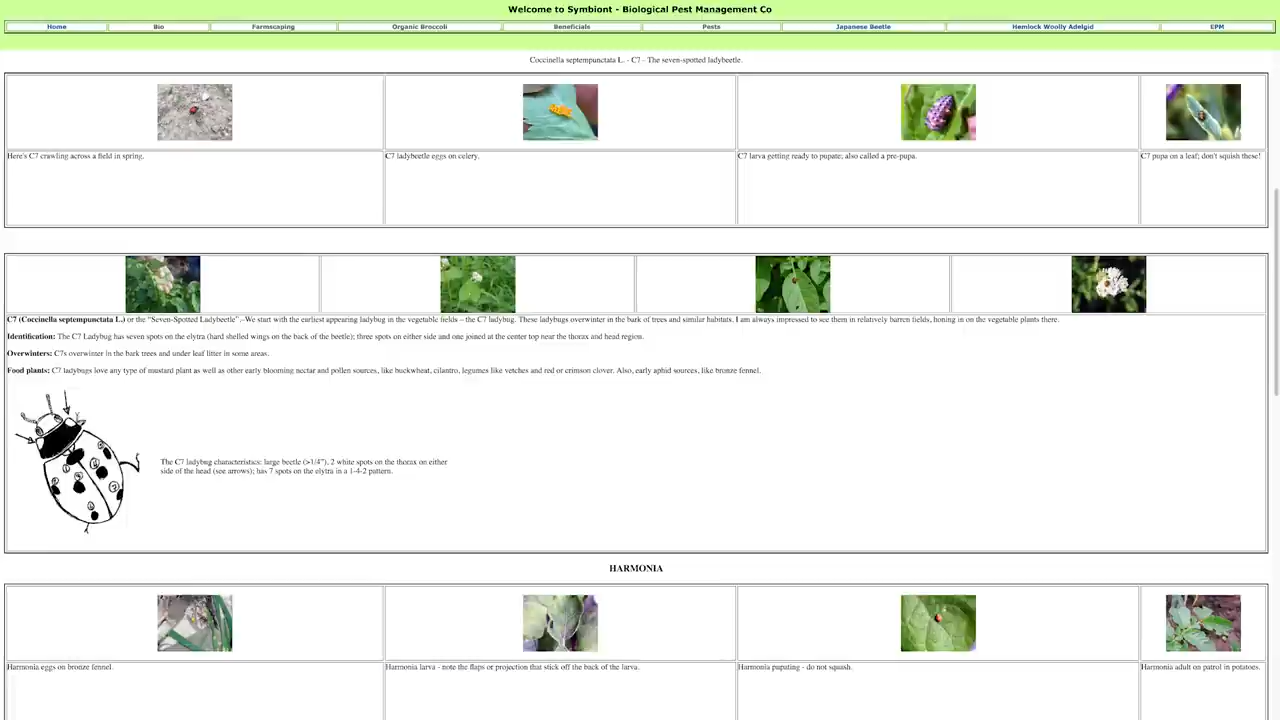 Welcome to Symbiont - Biological Pest Management Co
Home Bio Farmscaping Organic Broccoli Beneficials Pests Japanese Beetle Hemlock Woolly Adelgid EPM
Coccinella septempunctata L. - C7 - The seven-spotted ladybeetle.
Here's C7 crawling across a field in spring.
C7 ladybeetle eggs on celery.
C7 larva getting ready to pupate; also called a pre-pupa.
C7 pupa on a leaf; don't squish these!
C7 (Coccinella septempunctata L.) or the "Seven-Spotted Ladybeetle".–We start with the earliest appearing ladybug in the vegetable fields – the C7 ladybug. These ladybugs overwinter in the bark of trees and similar habitats. I am always impressed to see them in relatively barren fields, honing in on the vegetable plants there.
Identification: The C7 Ladybug has seven spots on the elytra (hard shelled wings on the back of the beetle); three spots on either side and one joined at the center top near the thorax and head region.
Overwinters: C7s overwinter in the bark trees and under leaf litter in some areas.
Food plants: C7 ladybugs love any type of mustard plant as well as other early blooming nectar and pollen sources, like buckwheat, cilantro, legumes like vetches and red or crimson clover. Also, early aphid sources, like bronze fennel.
The C7 ladybug characteristics: large beetle (>1/4"), 2 white spots on the thorax on either
side of the head (see arrows); has 7 spots on the elytra in a 1-4-2 pattern.
HARMONIA
Harmonia eggs on bronze fennel.
Harmonia larva - note the flaps or projection that stick off the back of the larva.
Harmonia pupating - do not squash.
Harmonia adult on patrol in potatoes.